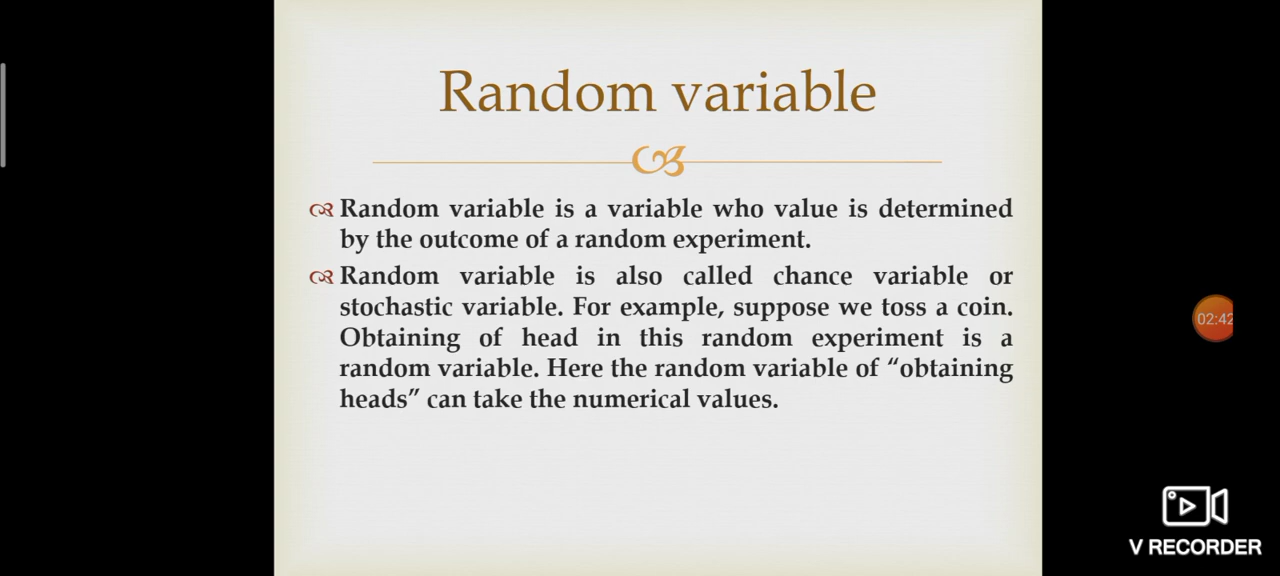 Random variable
Random variable is a variable who value is determined
by the outcome of a random experiment.
Random variable is also called chance variable or
stochastic variable. For example, suppose we toss a coin.
Obtaining of head in this random experiment is a
random variable. Here the random variable of “obtaining
heads” can take the numerical values.
02:42
V RECORDER